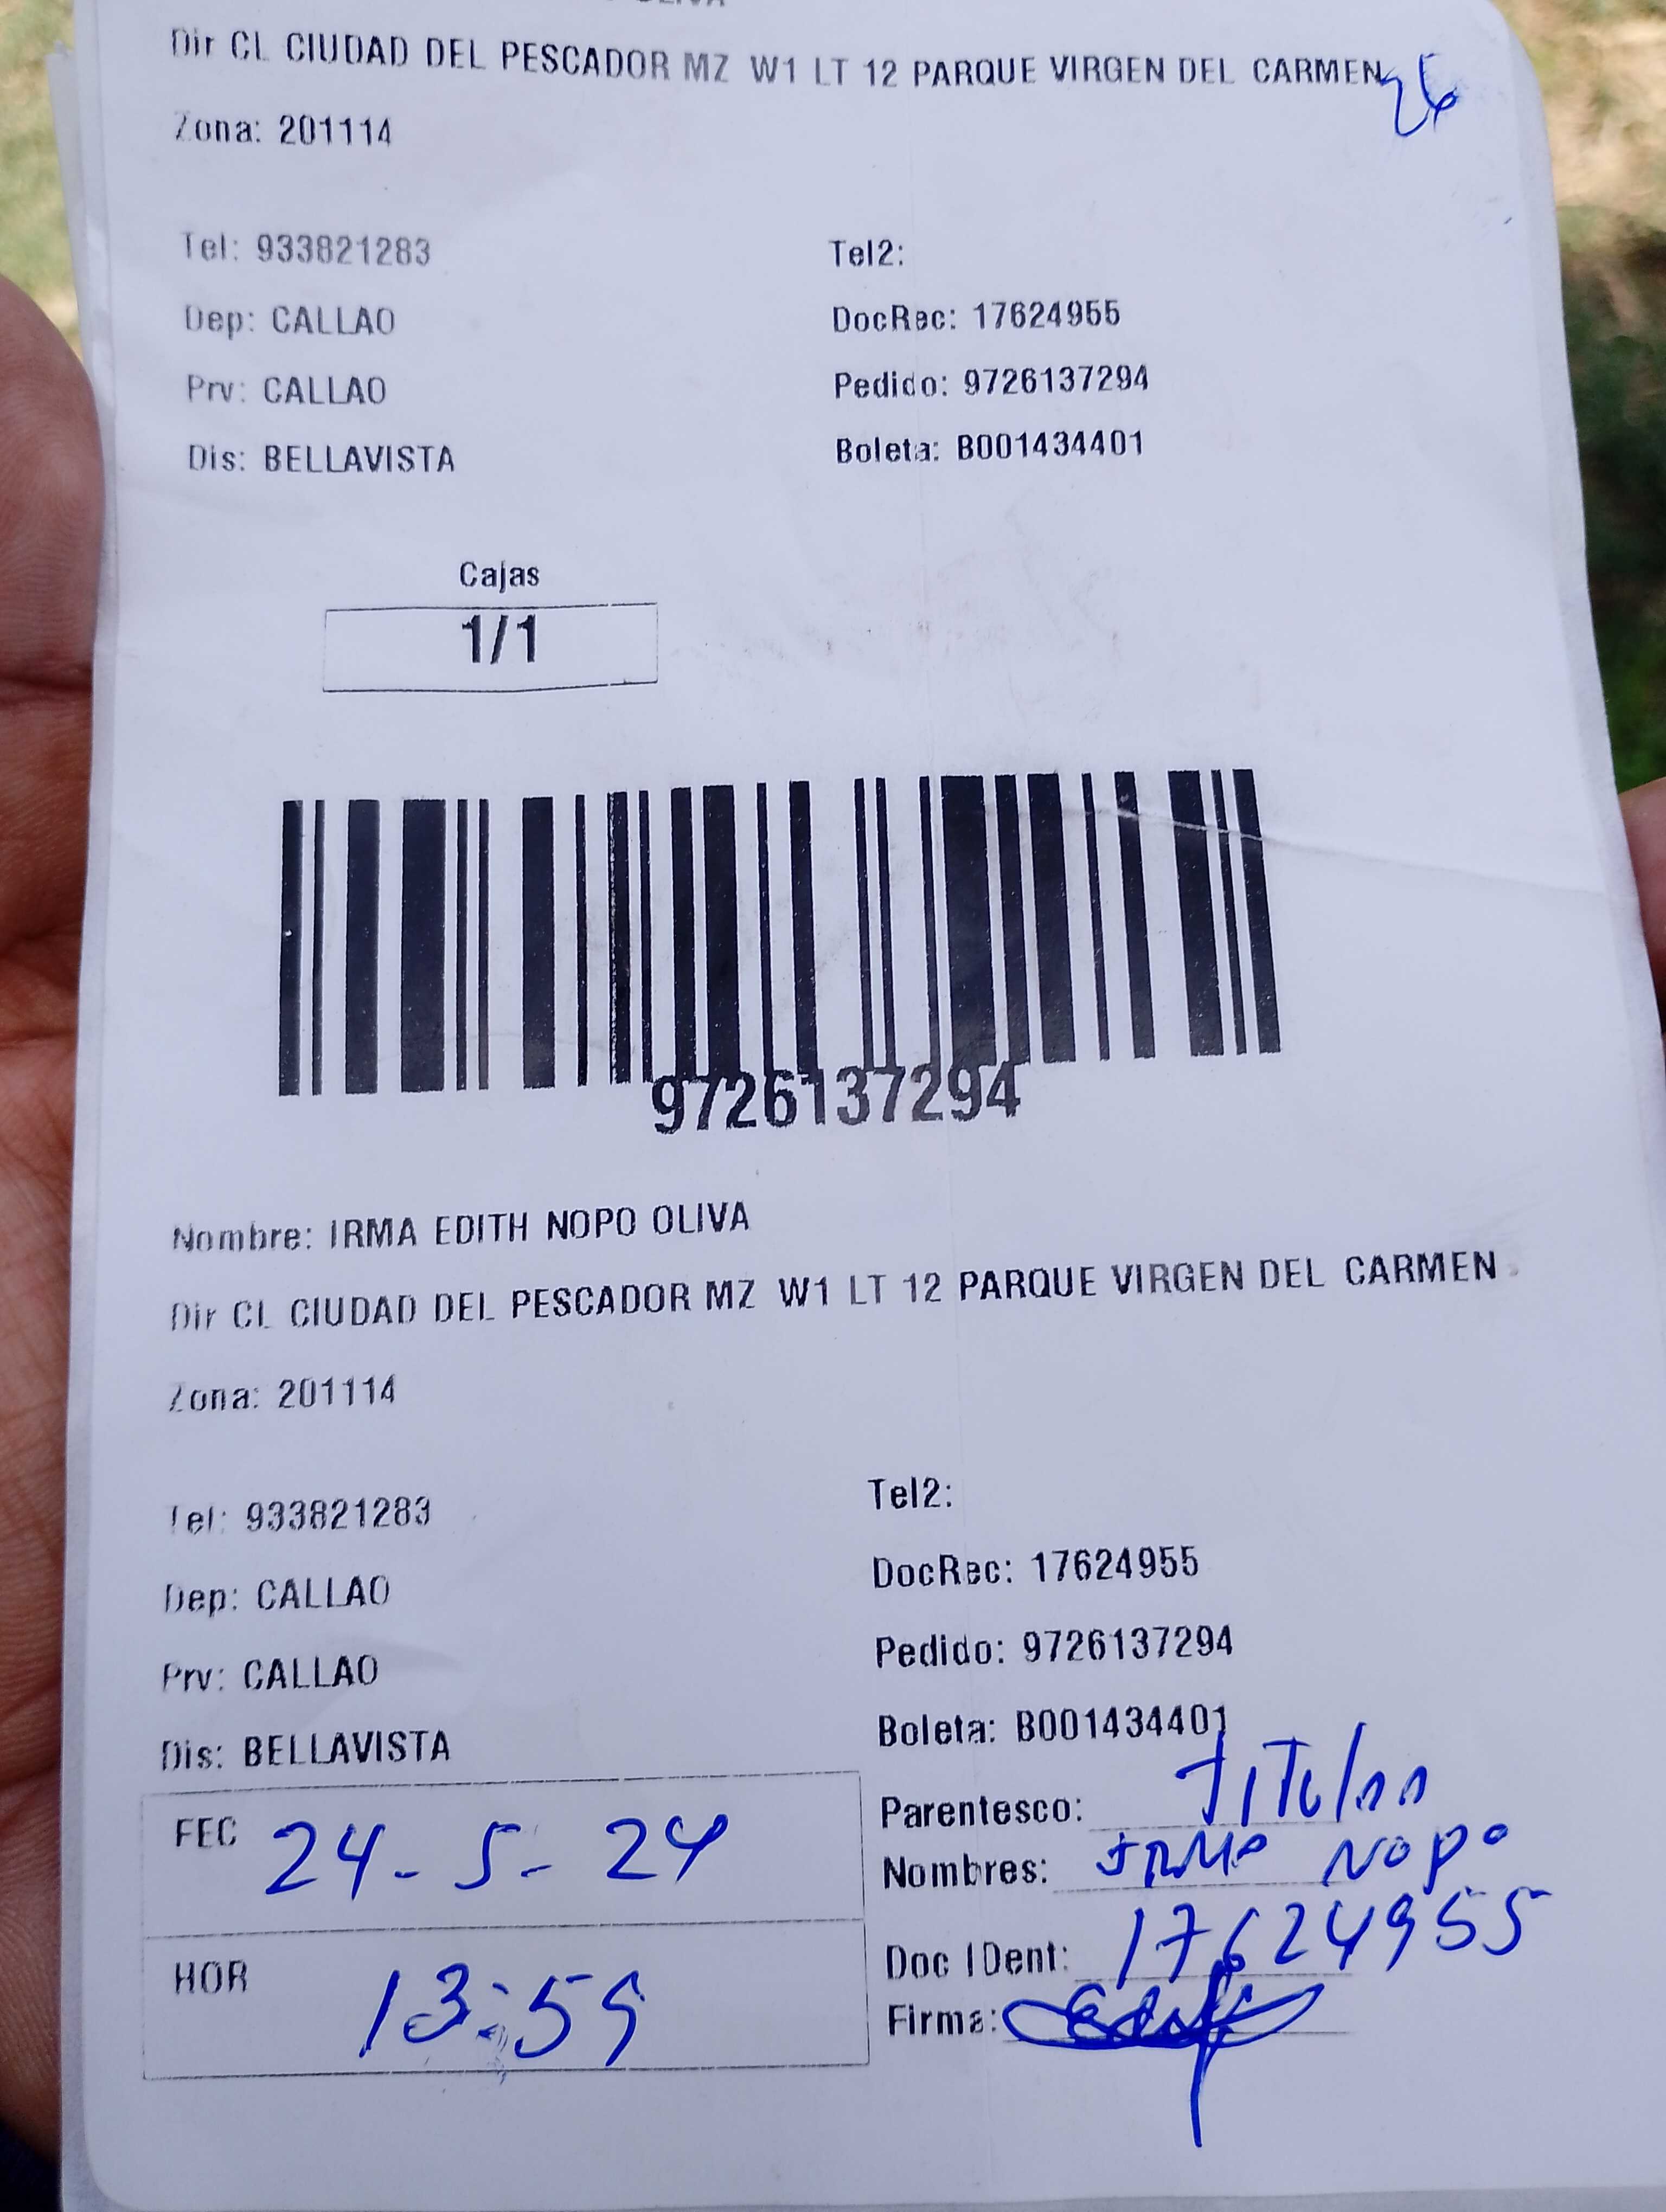 Dir CL CIUDAD DEL PESCADOR MZ W1 LT 12 PARQUE VIRGEN DEL CARMEN
Zona: 201114
Tel: 933821283 Tel2:
Dep: CALLAO DocRec: 17624955
Prv: CALLAO Pedido: 9726137294
Dis: BELLAVISTA Boleta: B001434401
Cajas
1/1
9726137294
Nombre: IRMA EDITH NOPO OLIVA
Dir CL CIUDAD DEL PESCADOR MZ W1 LT 12 PARQUE VIRGEN DEL CARMEN
Zona: 201114
Tel: 933821283 Tel2:
Dep: CALLAO DocRec: 17624955
Prv: CALLAO Pedido: 9726137294
Dis: BELLAVISTA Boleta: B001434401
FEC 24-5-24 Parentesco: Titular
Nombres: IRMA NOPO
HOR 13:59 Doc IDent: 17624955
Firma: